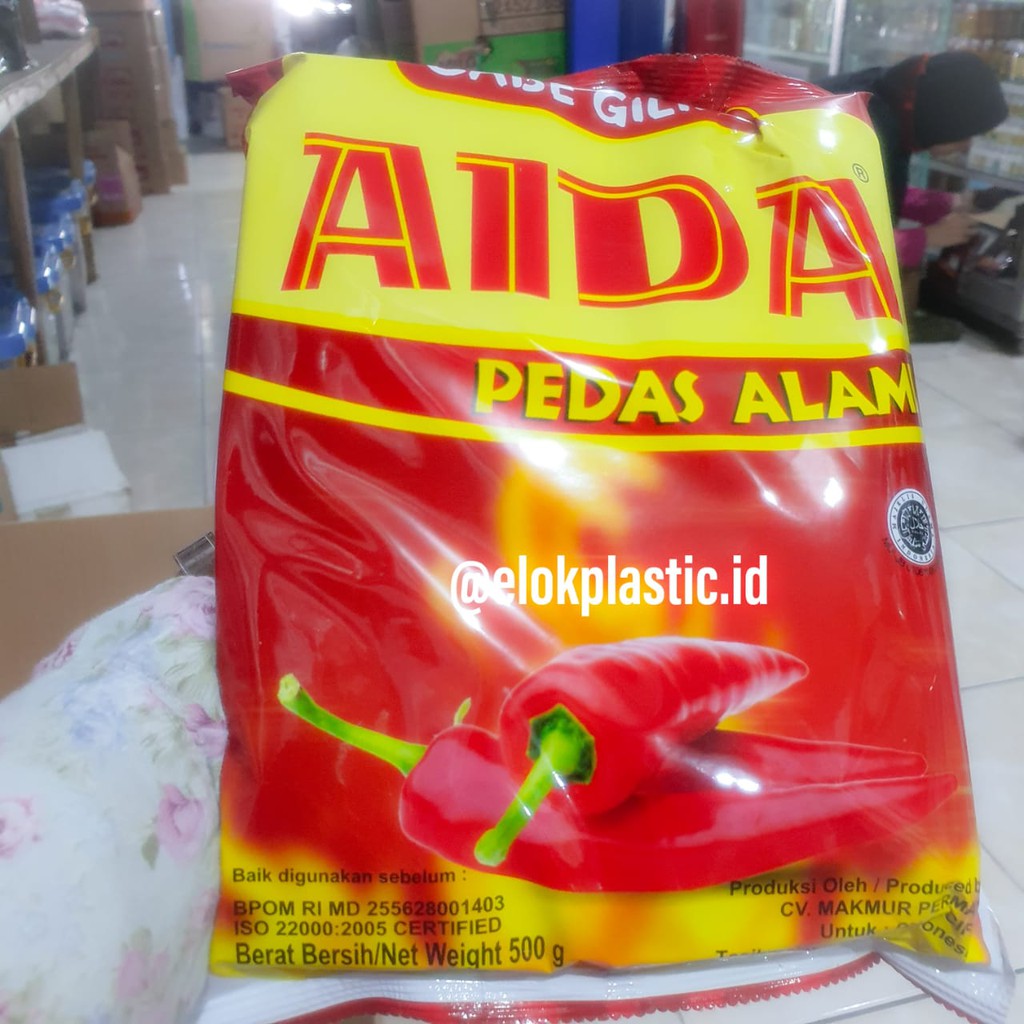 CABE GILI
AIDA®
PEDAS ALAMI
@elokplastic.id
Baik digunakan sebelum :
BPOM RI MD 255628001403
ISO 22000:2005 CERTIFIED
Berat Bersih/Net Weight 500 g
Produksi Oleh / Produced b
CV. MAKMUR PERMA
Untuk :